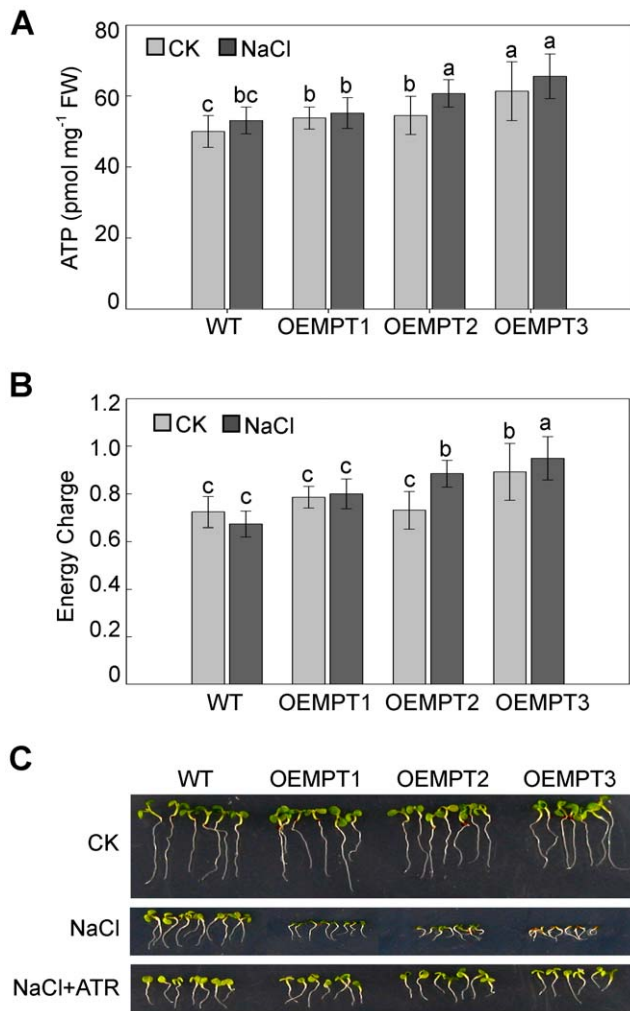 A
80
CK NaCl
a a
a
c bc b b b
60
40
20
0
ATP (pmol mg⁻¹ FW)
WT OEMPT1 OEMPT2 OEMPT3
B
1.2
CK NaCl
a
b b
c c c c c
1.0
0.8
0.6
0.4
0.2
0
Energy Charge
WT OEMPT1 OEMPT2 OEMPT3
C
WT OEMPT1 OEMPT2 OEMPT3
CK
NaCl
NaCl+ATR